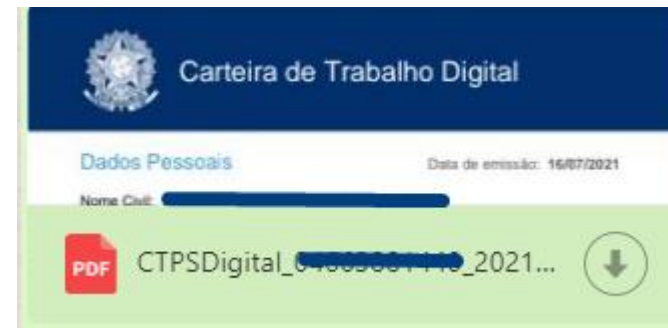 Carteira de Trabalho Digital
Dados Pessoais Data de emissão: 16/07/2021
Nome Civil:
PDF CTPSDigital_ _2021...